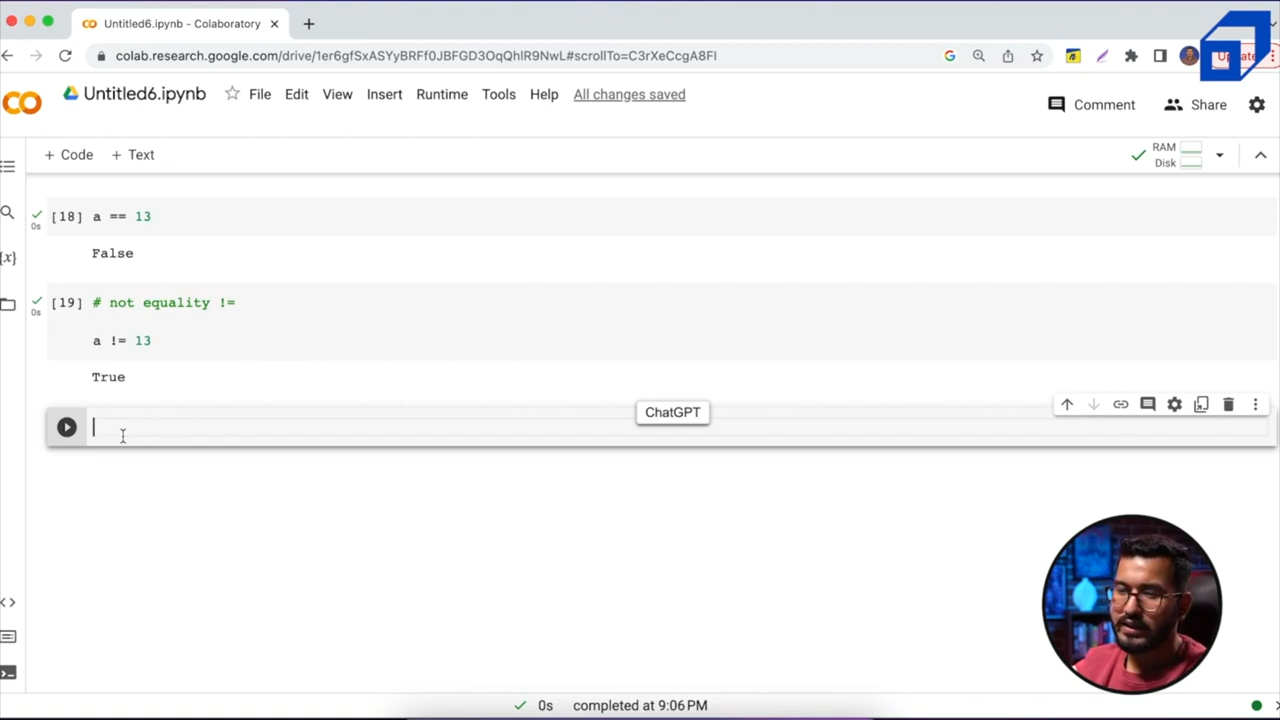 Untitled6.ipynb - Colaboratory
colab.research.google.com/drive/1er6gfSxASYyBRFf0JBFGD3OqQhlR9NwL#scrollTo=C3rXeCcgA8FI
Update
Untitled6.ipynb
File Edit View Insert Runtime Tools Help All changes saved
Comment Share
+ Code + Text
RAM
Disk
[18] a == 13
0s
False
[19] # not equality !=
0s
a != 13
True
ChatGPT
{x}
0s completed at 9:06 PM